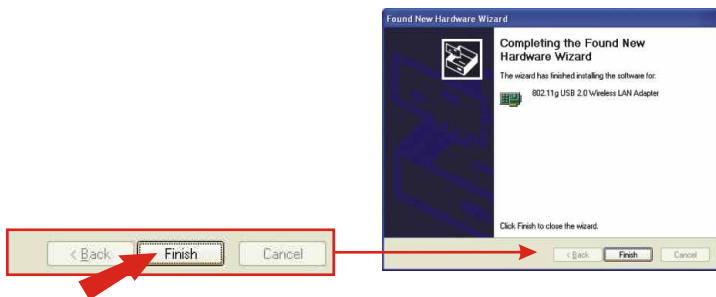 Found New Hardware Wizard
Completing the Found New
Hardware Wizard
The wizard has finished installing the software for:
802.11g USB 2.0 Wireless LAN Adapter
Click Finish to close the wizard.
< Back Finish Cancel
< Back Finish Cancel